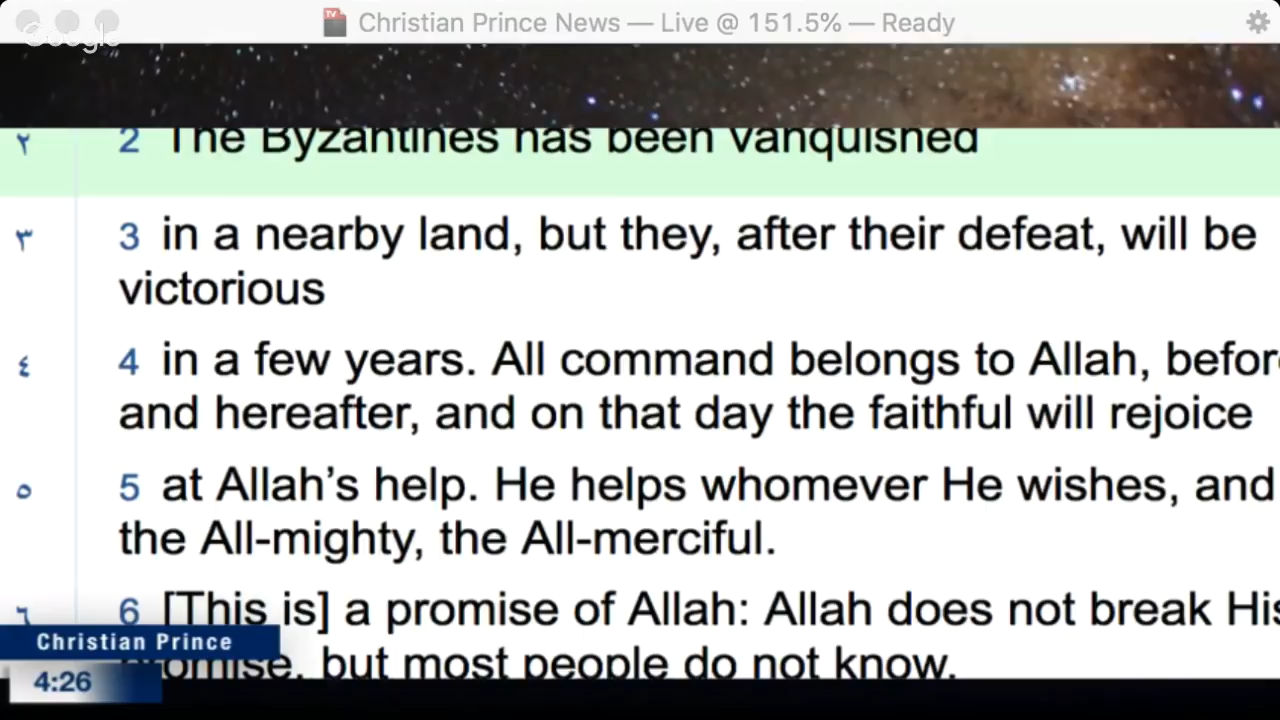 Christian Prince News — Live @ 151.5% — Ready
Google
٢ 2 The Byzantines has been vanquished
٣ 3 in a nearby land, but they, after their defeat, will be
victorious
٤ 4 in a few years. All command belongs to Allah,
and hereafter, and on that day the faithful will rejoice
٥ 5 at Allah’s help. He helps whomever He wishes, and
the All-mighty, the All-merciful.
٦ 6 [This is] a promise of Allah: Allah does not break
promise, but most people do not know.
Christian Prince
4:26